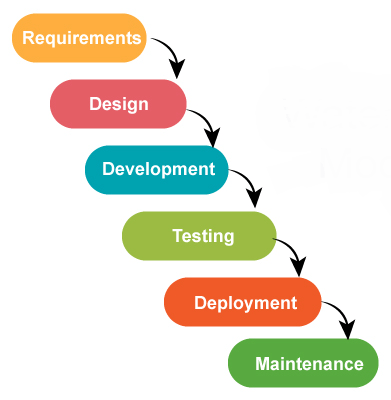 Requirements
Design
Development
Testing
Deployment
Maintenance